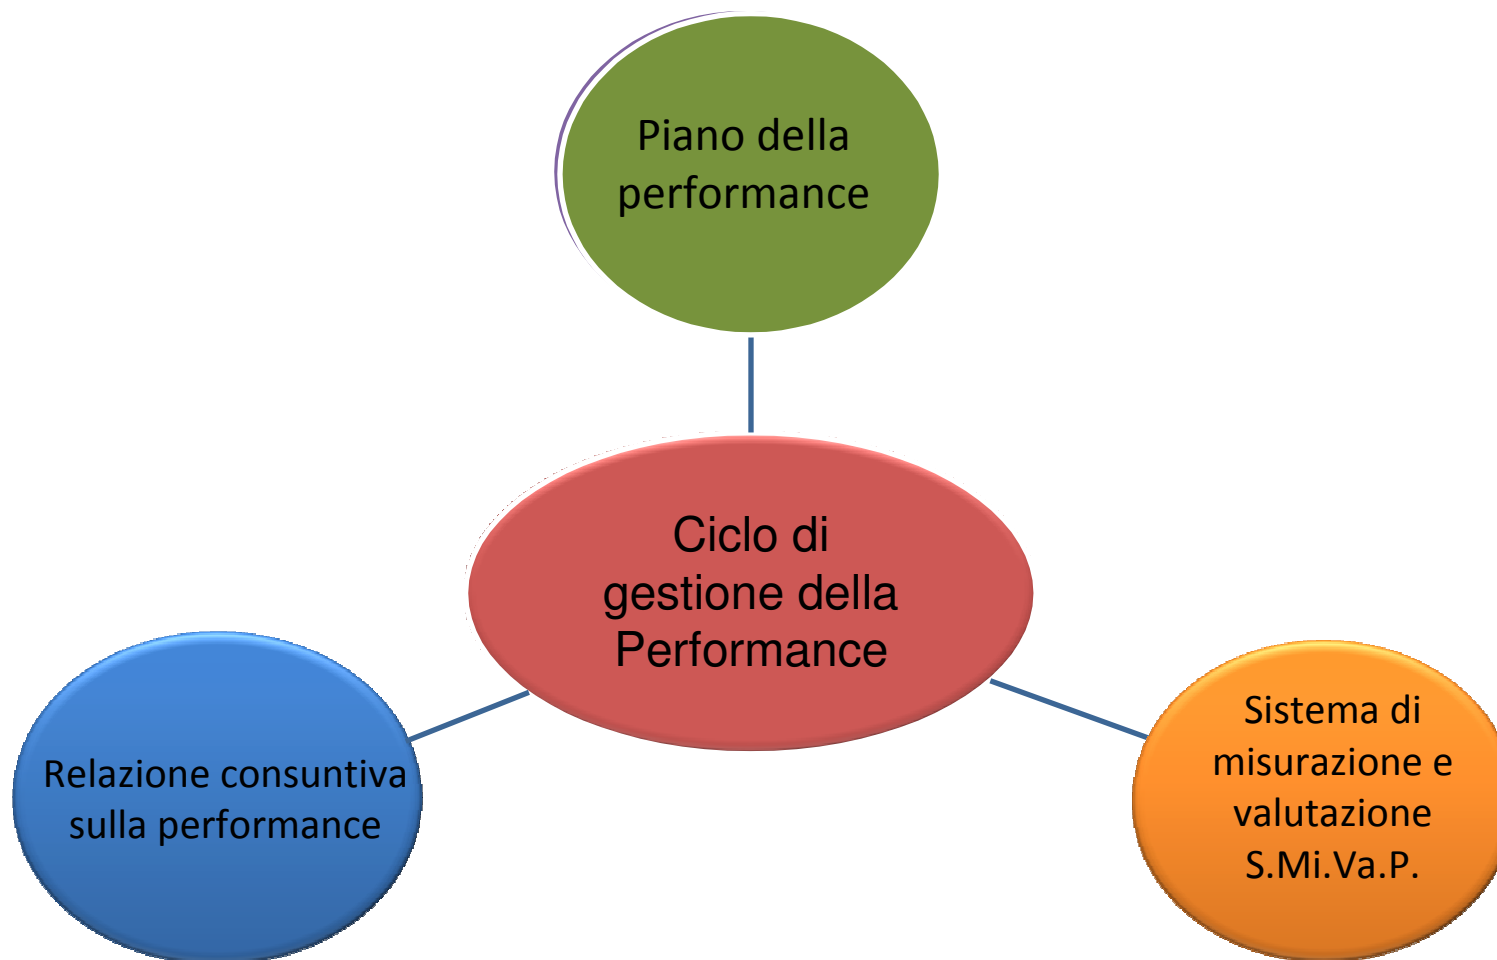 Piano della
performance
Ciclo di
gestione della
Performance
Relazione consuntiva
sulla performance
Sistema di
misurazione e
valutazione
S.Mi.Va.P.